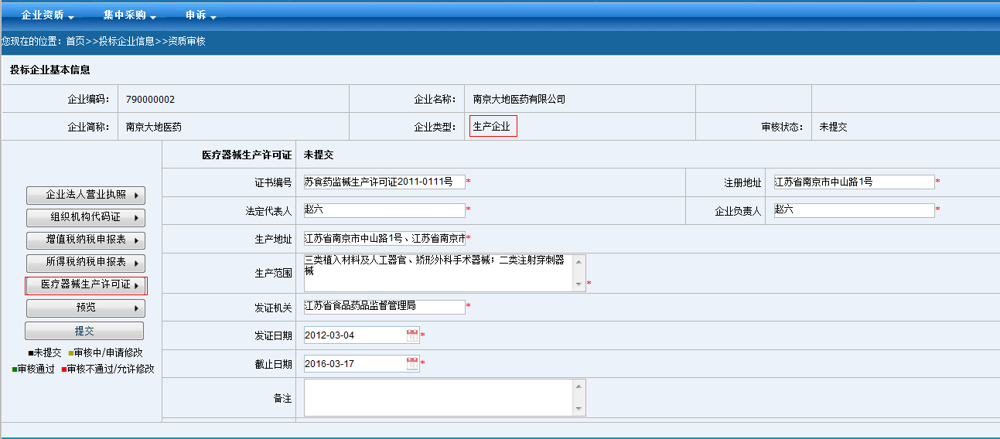 企业资质 集中采购 申诉
您现在的位置：首页>>投标企业信息>>资质审核
投标企业基本信息
企业编码： 790000002 企业名称： 南京大地医药有限公司
企业简称： 南京大地医药 企业类型： 生产企业 审核状态： 未提交
医疗器械生产许可证 未提交
企业法人营业执照
组织机构代码证
增值税纳税申报表
所得税纳税申报表
医疗器械生产许可证
预览
提交
■未提交 ■审核中/申请修改
■审核通过 ■审核不通过/允许修改
证书编号 苏食药监械生产许可证2011-0111号 * 注册地址 江苏省南京市中山路1号 *
法定代表人 赵六 * 企业负责人 赵六 *
生产地址 江苏省南京市中山路1号、江苏省南京市 *
生产范围 三类植入材料及人工器官、矫形外科手术器械；二类注射穿刺器
械 *
发证机关 江苏省食品药品监督管理局 *
发证日期 2012-03-04 *
截止日期 2016-03-17 *
备注